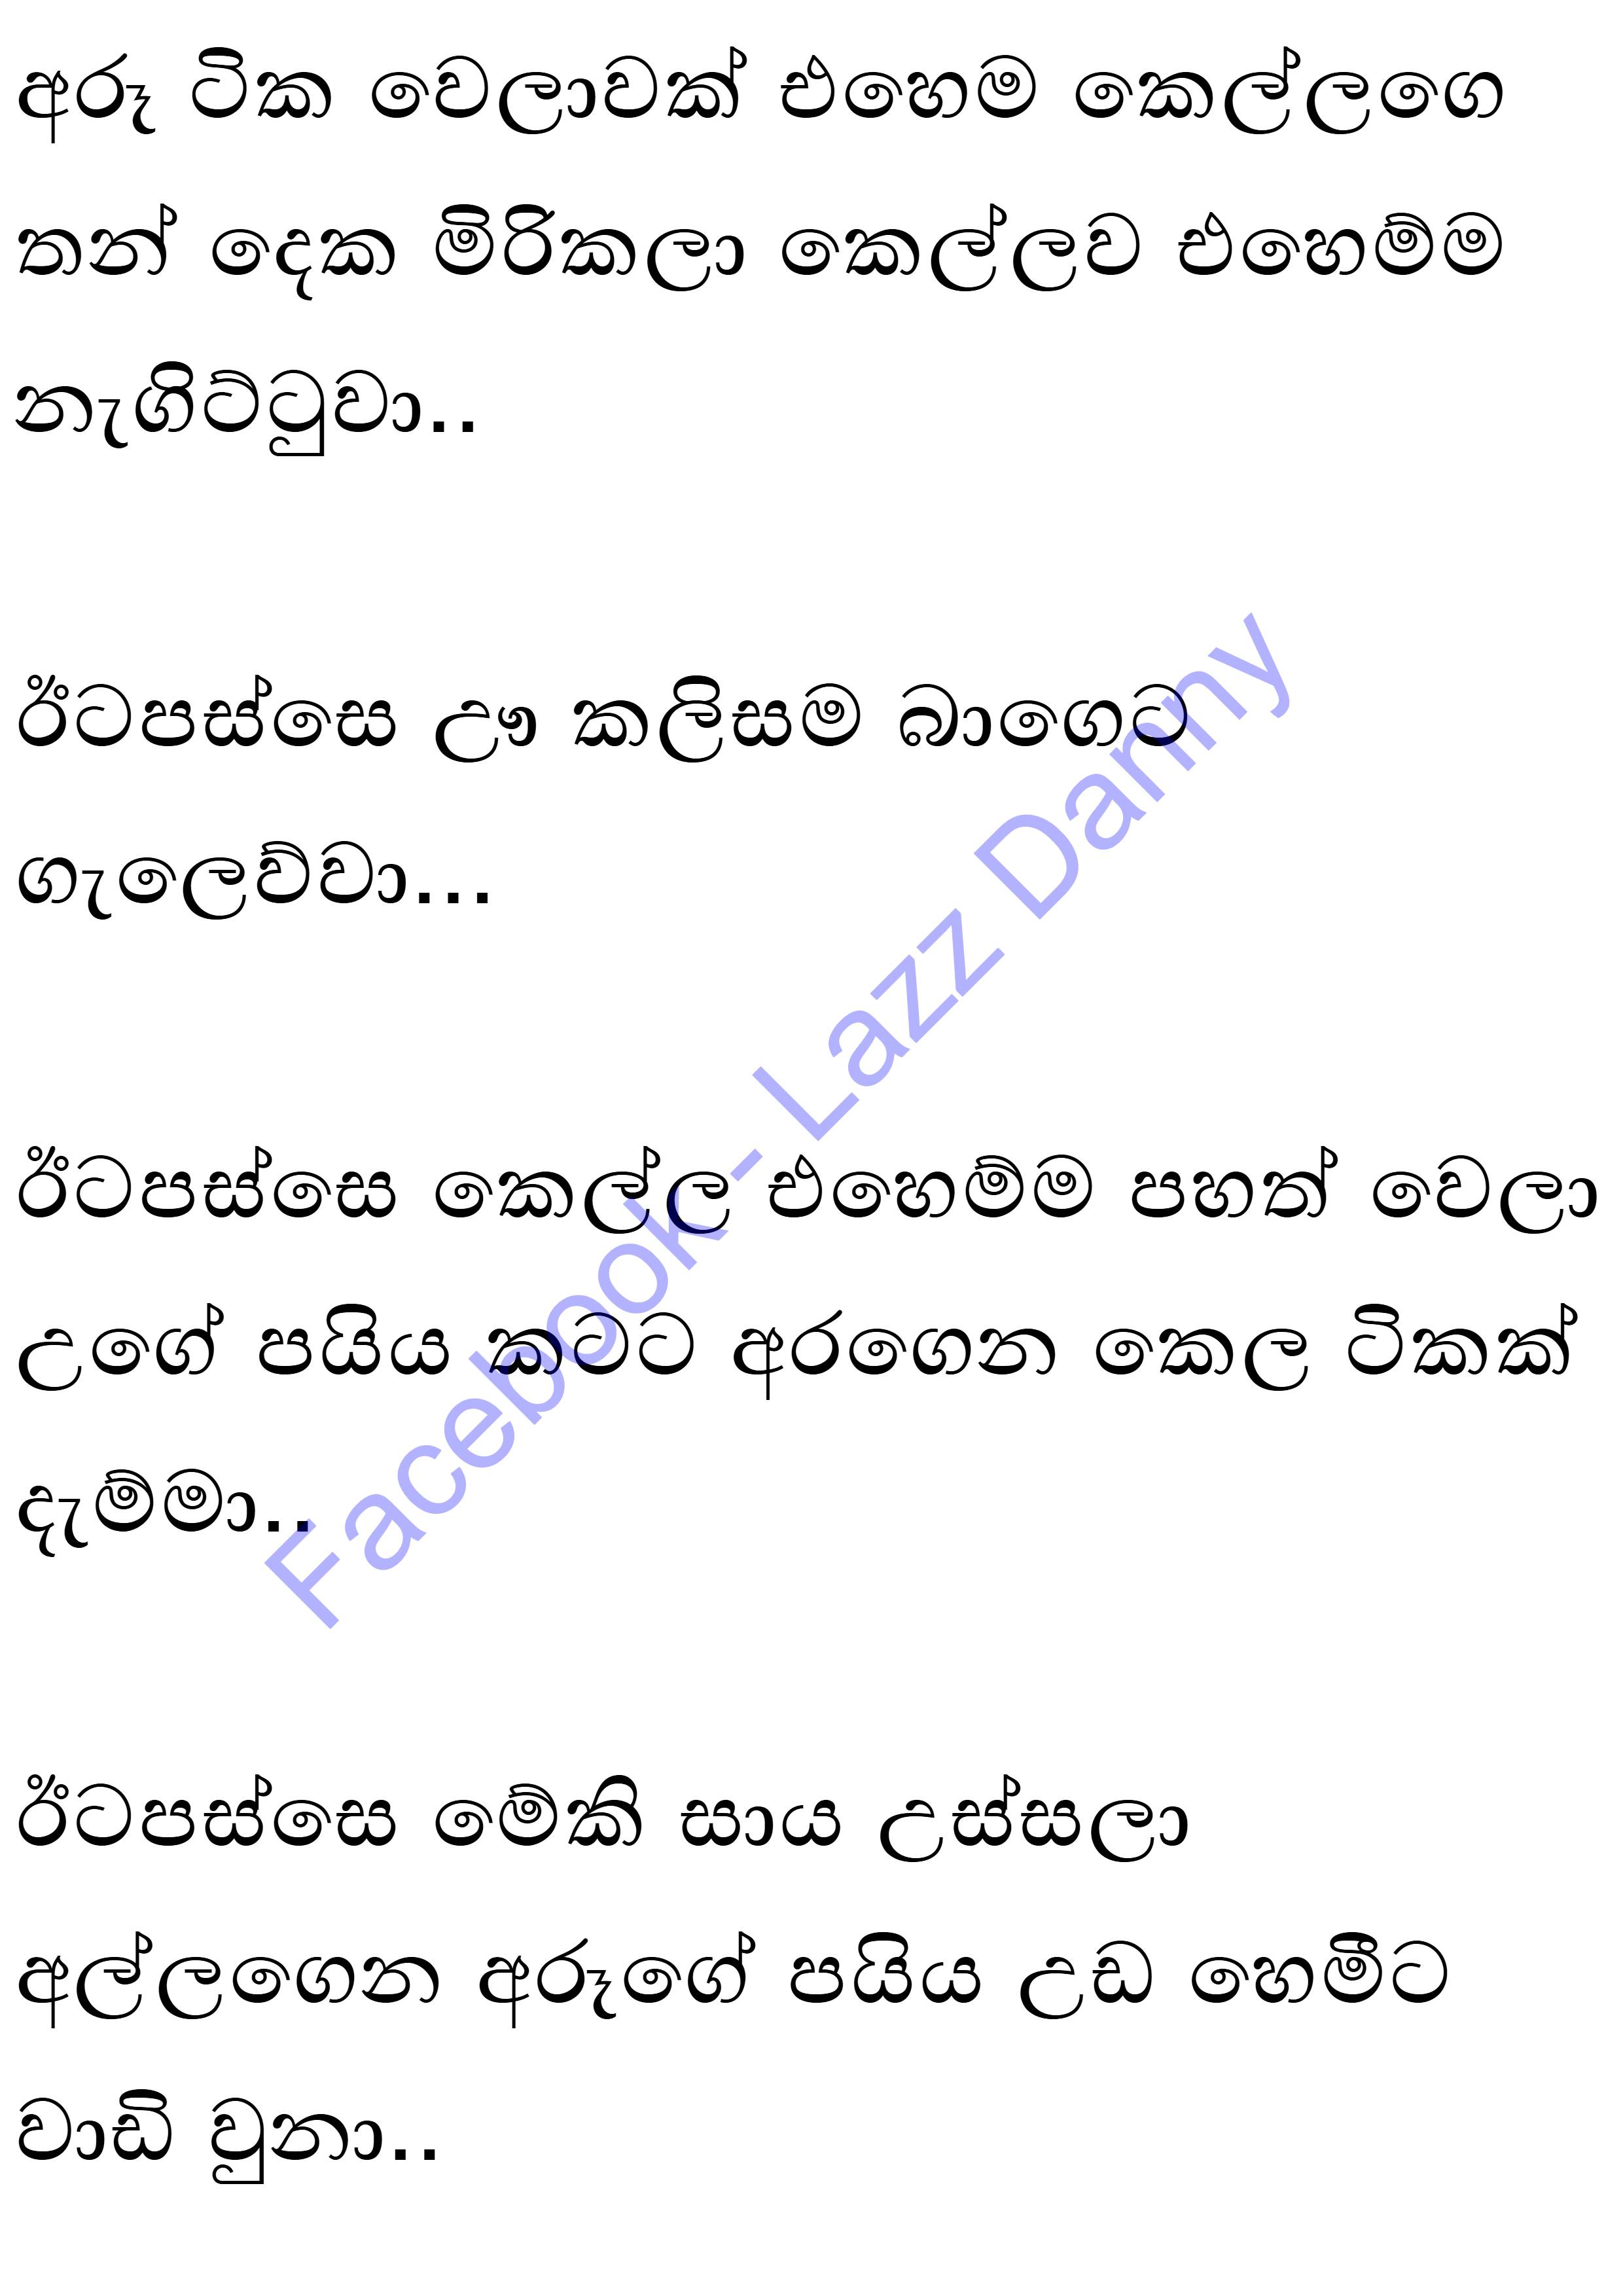 අරූ ටික වෙලාවක් එහෙම කෙල්ලගෙ
තන් දෙක මිරිකලා කෙල්ලව එහෙම්ම
නැගිට්ටුවා..
ඊටපස්සෙ ඌ කලිසම බාගෙට
ගැලෙව්වා...
ඊටපස්සෙ කෙල්ල එහෙම්ම පහත් වෙලා
උගේ පයිය කටට අරගෙන කෙල ටිකක්
දැම්මා..
ඊටපස්සෙ මේකි සාය උස්සලා
අල්ලගෙන අරූගේ පයිය උඩ හෙමීට
වාඩි වුනා..
Facebook- Lazz Danny